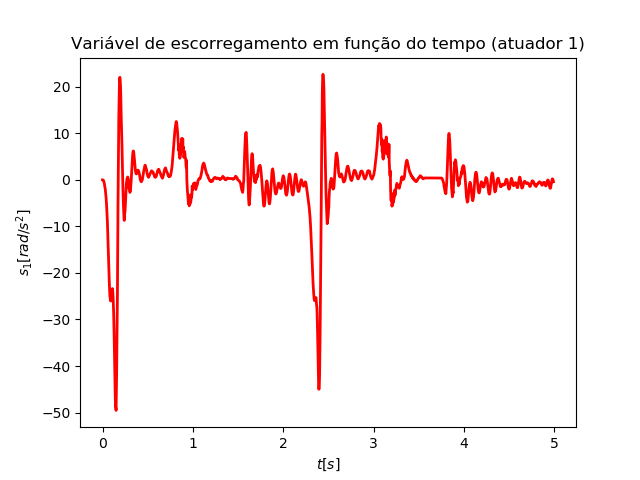 Variável de escorregamento em função do tempo (atuador 1)
20
10
0
−10
−20
−30
−40
−50
s₁[rad/s²]
0 1 2 3 4 5
t[s]